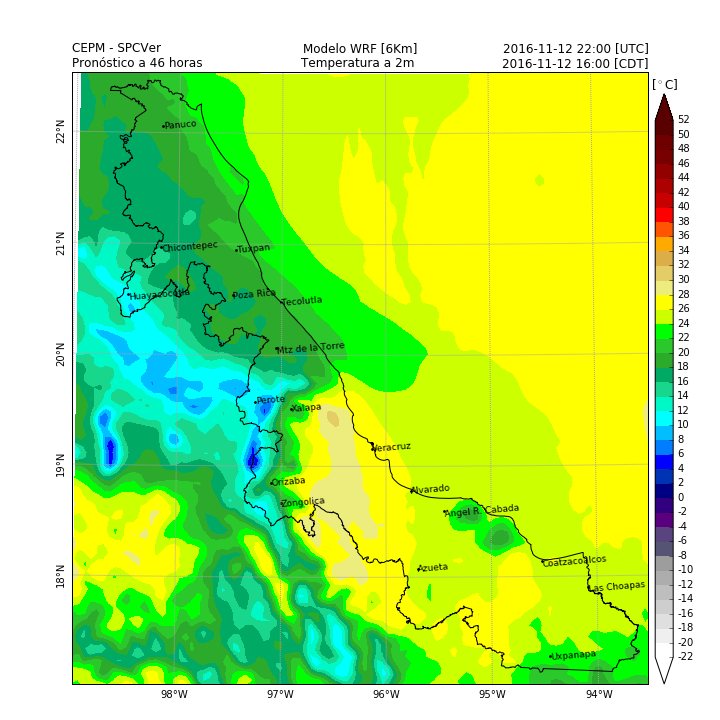 CEPM - SPCVer
Modelo WRF [6Km]
2016-11-12 22:00 [UTC]
Pronóstico a 46 horas
Temperatura a 2m
2016-11-12 16:00 [CDT]
[°C]
52
50
48
46
44
42
40
38
36
34
32
30
28
26
24
22
20
18
16
14
12
10
8
6
4
2
0
-2
-4
-6
-8
-10
-12
-14
-16
-18
-20
-22
22°N
21°N
20°N
19°N
18°N
Panuco
Chicontepec
Tuxpan
Huayacocotla
Poza Rica
Tecolutla
Mtz de la Torre
Perote
Xalapa
Veracruz
Orizaba
Alvarado
Zongolica
Angel R. Cabada
Azueta
Coatzacoalcos
Las Choapas
Uxpanapa
98°W
97°W
96°W
95°W
94°W